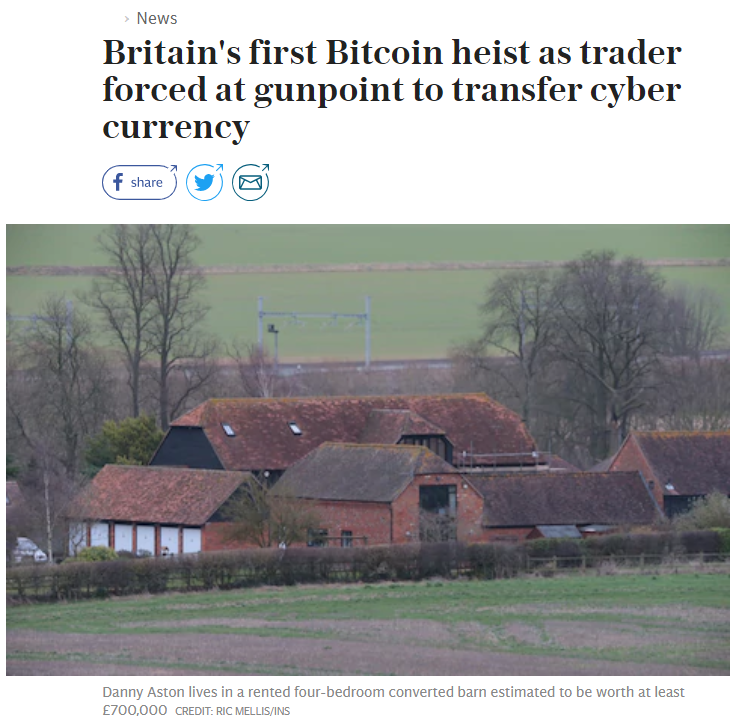 › News
Britain's first Bitcoin heist as trader
forced at gunpoint to transfer cyber
currency
share
Danny Aston lives in a rented four-bedroom converted barn estimated to be worth at least
£700,000 CREDIT: RIC MELLIS/INS